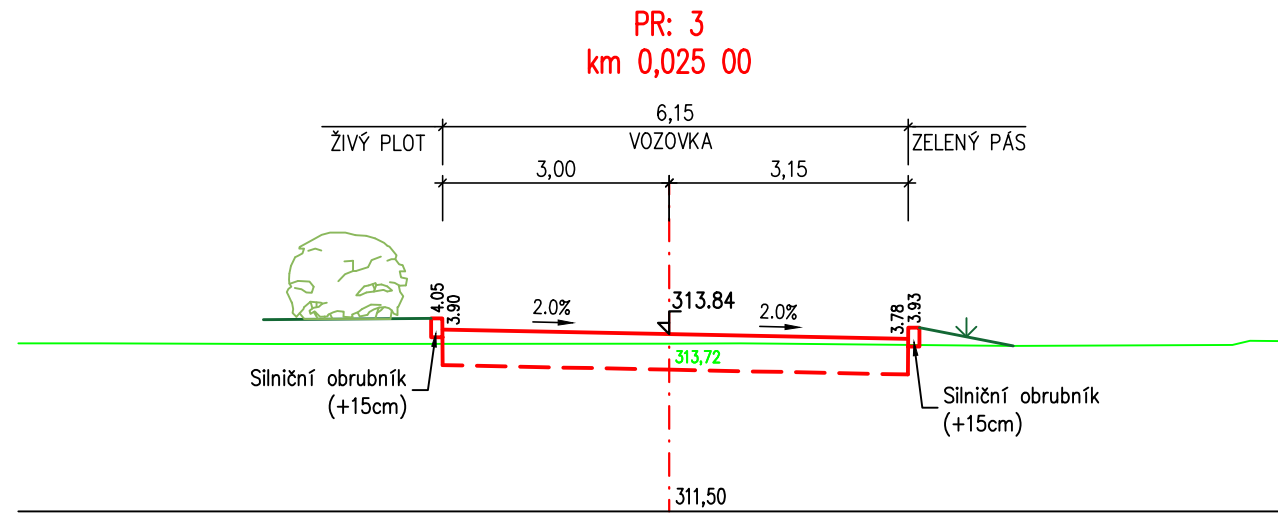 PR: 3
km 0,025 00
6,15
ŽIVÝ PLOT
VOZOVKA
ZELENÝ PÁS
3,00
3,15
4.05
3.90
2.0%
313.84
2.0%
3.78
3.93
313,72
Silniční obrubník
(+15cm)
Silniční obrubník
(+15cm)
311,50